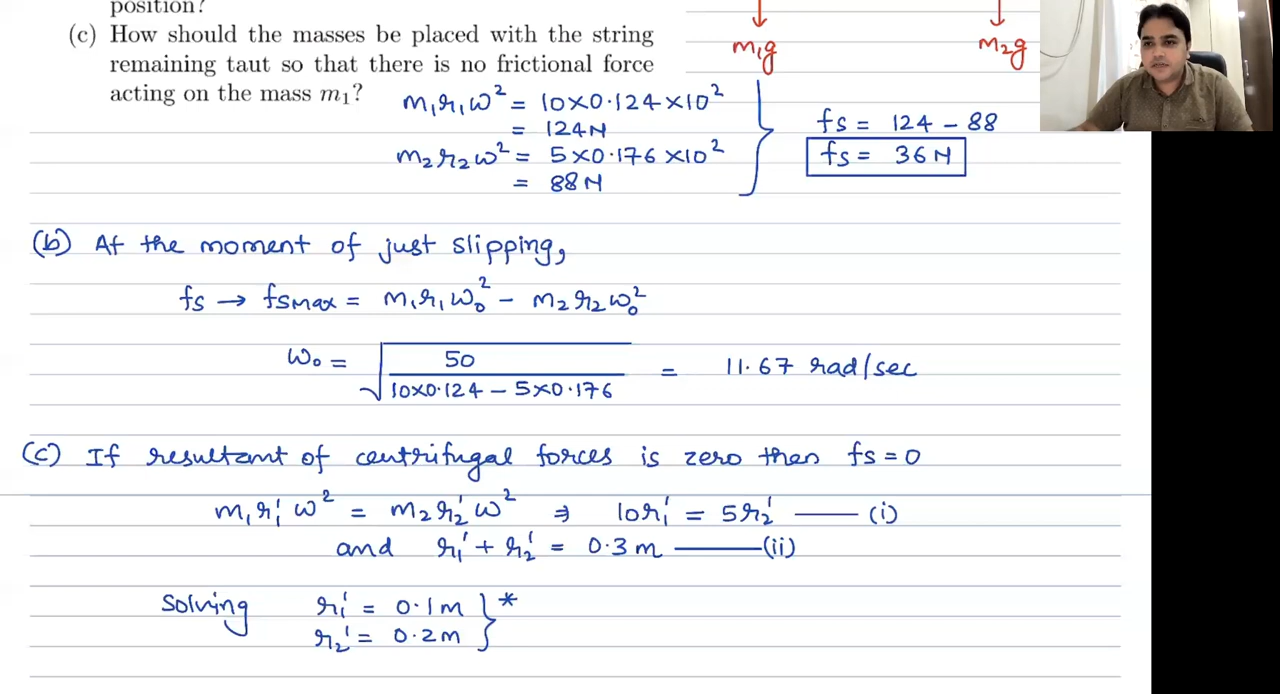 position?
(c) How should the masses be placed with the string
remaining taut so that there is no frictional force
acting on the mass m₁?
m₁g
m₂g
m₁r₁ω² = 10×0.124×10²
= 124N
m₂r₂ω² = 5×0.176×10²
= 88N
fs = 124 – 88
fs = 36N
(b) At the moment of just slipping,
fs → fsmax = m₁r₁ω₀² – m₂r₂ω₀²
ω₀ = √(50 / (10×0.124 – 5×0.176)) = 11.67 rad/sec
(c) If resultant of centrifugal forces is zero then fs = 0
m₁r₁'ω² = m₂r₂'ω² ⇒ 10r₁' = 5r₂' —— (i)
and r₁' + r₂' = 0.3m ——(ii)
Solving r₁' = 0.1m } *
r₂' = 0.2m